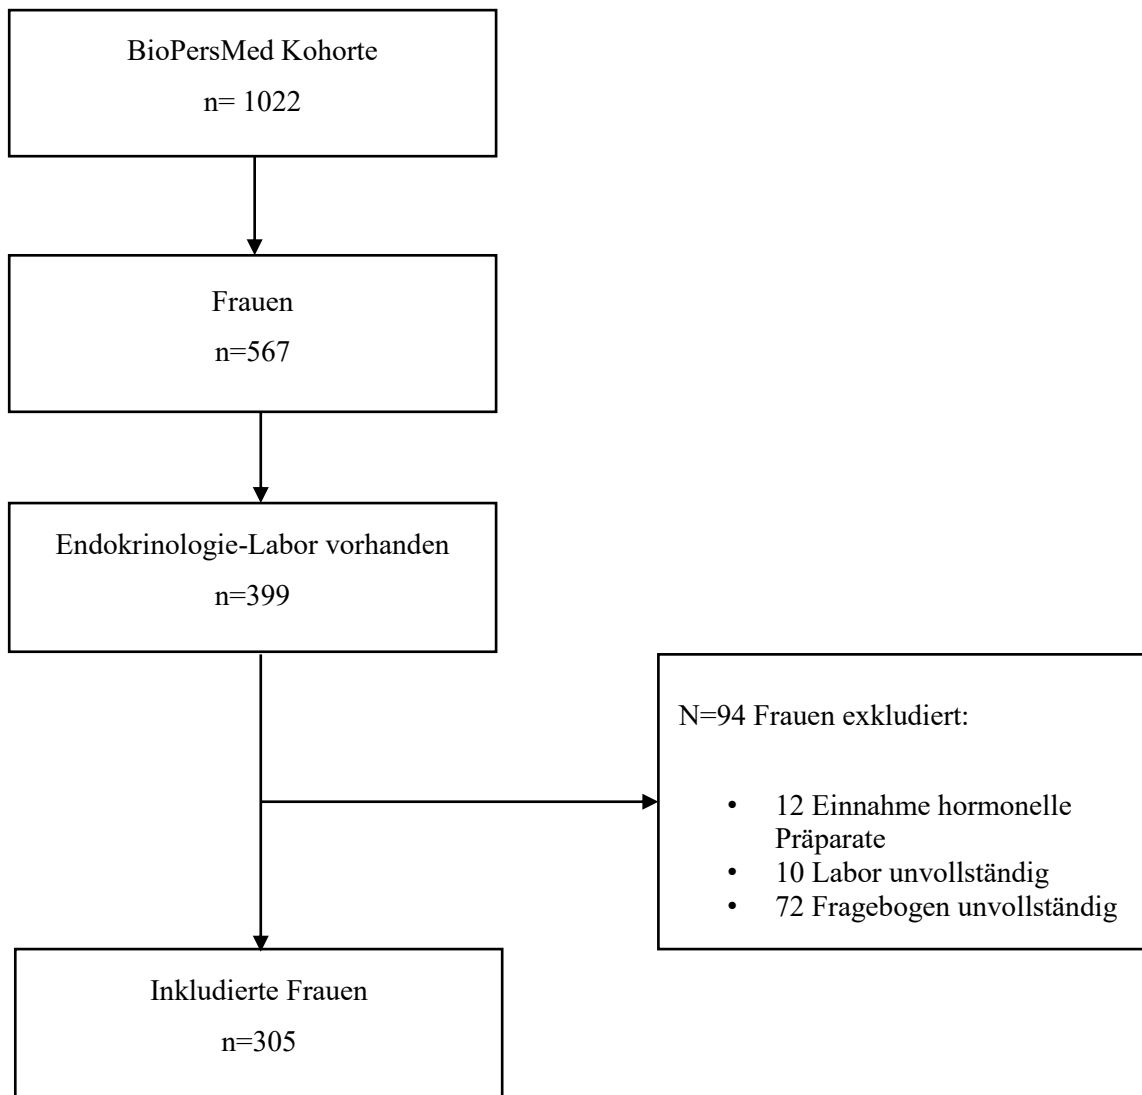 BioPersMed Kohorte
n= 1022
Frauen
n=567
Endokrinologie-Labor vorhanden
n=399
N=94 Frauen exkludiert:
• 12 Einnahme hormonelle
Präparate
• 10 Labor unvollständig
• 72 Fragebogen unvollständig
Inkludierte Frauen
n=305